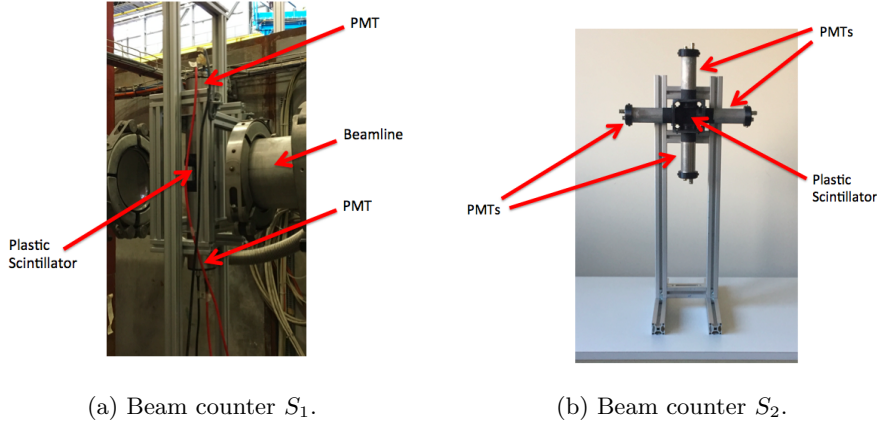 PMT
Beamline
PMT
Plastic
Scintillator
(a) Beam counter S₁.
PMTs
Plastic
Scintillator
PMTs
(b) Beam counter S₂.